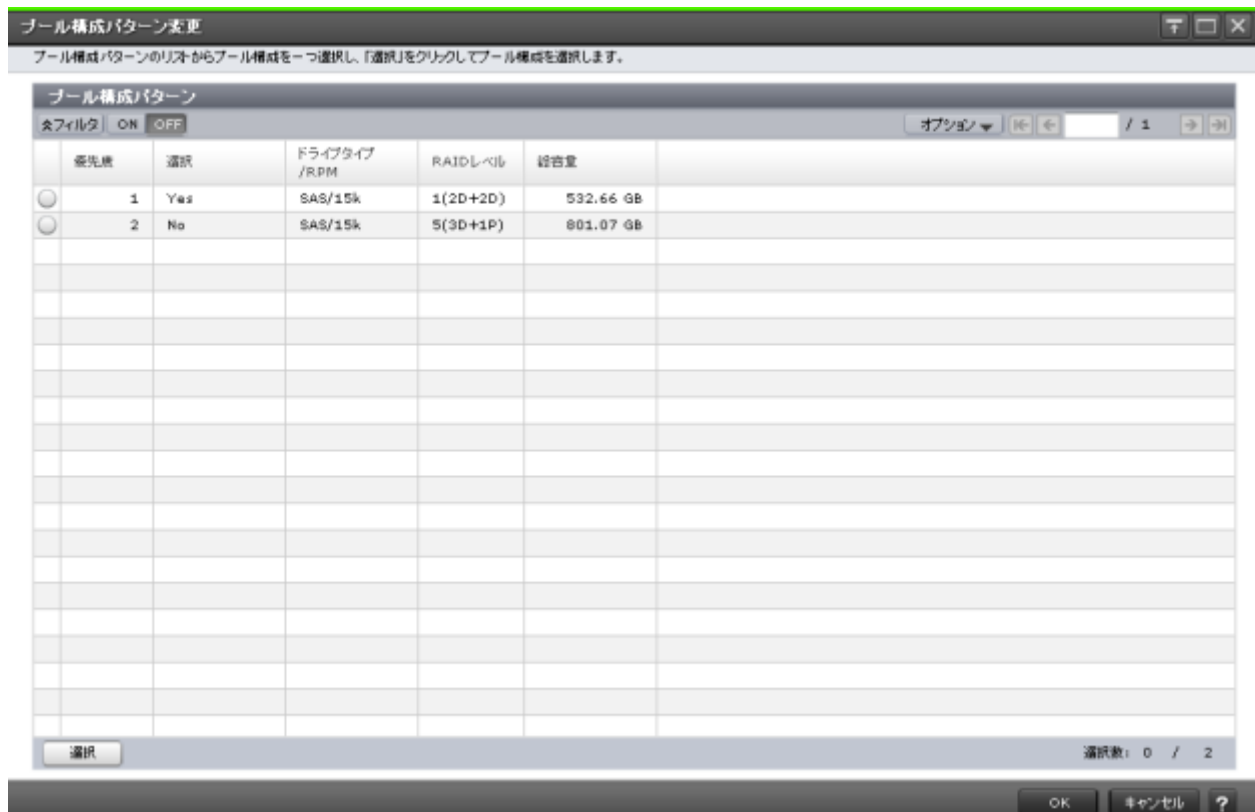 プール構成パターン変更
プール構成パターンのリストからプール構成を一つ選択し、「選択」をクリックしてプール構成を選択します。
プール構成パターン
全フィルタ ON OFF オプション / 1
優先度 選択 ドライブタイプ/RPM RAIDレベル 総容量
1 Yes SAS/15k 1(2D+2D) 532.66 GB
2 No SAS/15k 5(3D+1P) 801.07 GB
選択 選択数: 0 / 2
OK キャンセル ?